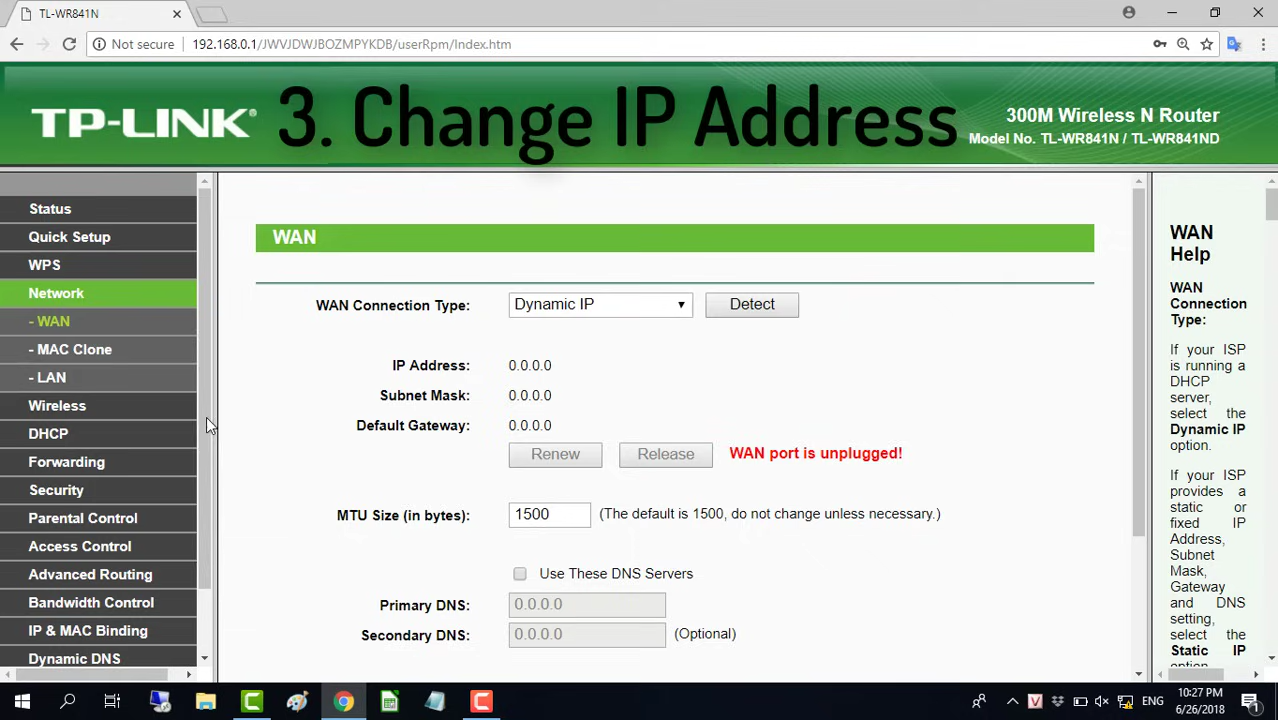 TL-WR841N
Not secure
192.168.0.1/JWVJDWJBOZMPYKDB/userRpm/Index.htm
TP-LINK®
3. Change IP Address
300M Wireless N Router
Model No. TL-WR841N / TL-WR841ND
Status
Quick Setup
WPS
Network
- WAN
- MAC Clone
- LAN
Wireless
DHCP
Forwarding
Security
Parental Control
Access Control
Advanced Routing
Bandwidth Control
IP & MAC Binding
Dynamic DNS
WAN
WAN Connection Type: Dynamic IP Detect
IP Address: 0.0.0.0
Subnet Mask: 0.0.0.0
Default Gateway: 0.0.0.0
Renew Release WAN port is unplugged!
MTU Size (in bytes): 1500 (The default is 1500, do not change unless necessary.)
Use These DNS Servers
Primary DNS: 0.0.0.0
Secondary DNS: 0.0.0.0 (Optional)
WAN
Help
WAN
Connection
Type:
If your ISP
is running a
DHCP
server,
select the
Dynamic IP
option.
If your ISP
provides a
static or
fixed IP
Address,
Subnet
Mask,
Gateway
and DNS
setting,
select the
Static IP
option
ENG
10:27 PM
6/26/2018